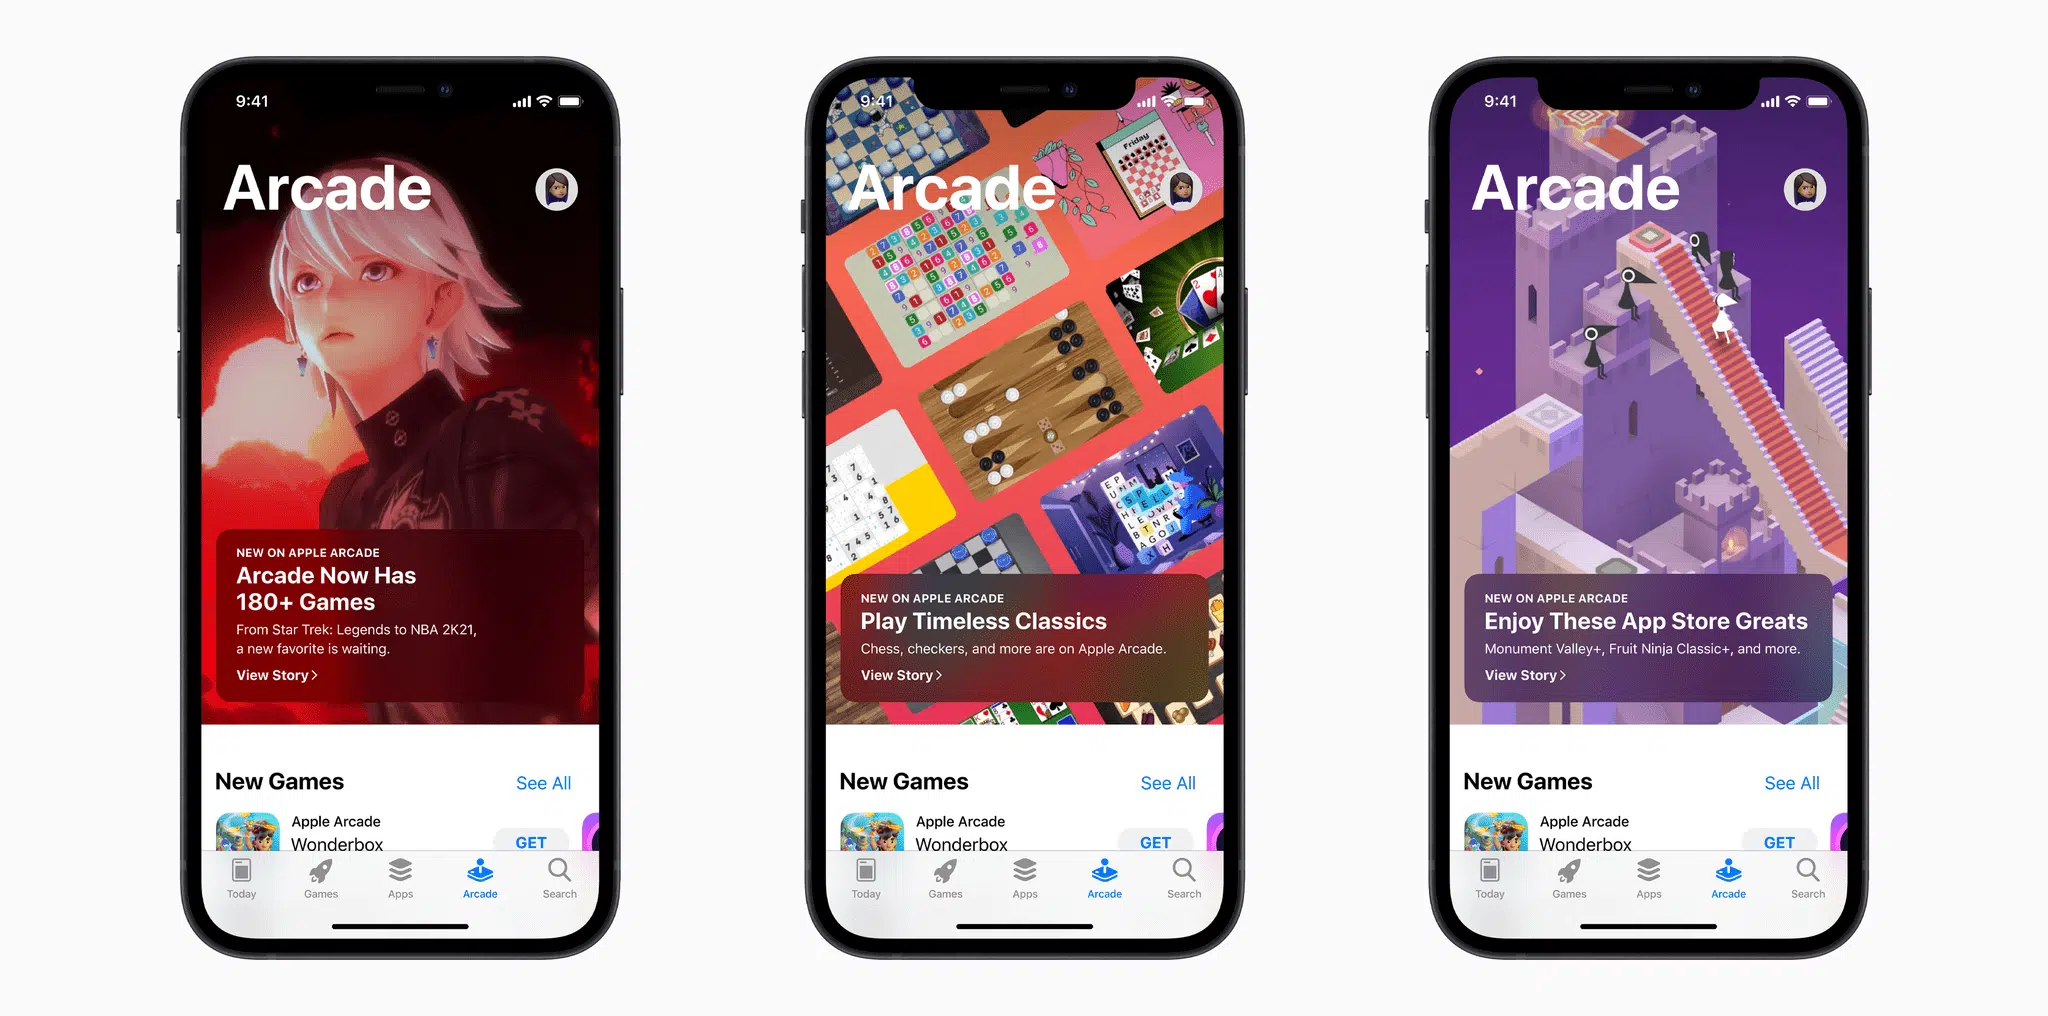 9:41
Arcade
NEW ON APPLE ARCADE
Arcade Now Has
180+ Games
From Star Trek: Legends to NBA 2K21,
a new favorite is waiting.
View Story
New Games
See All
Apple Arcade
Wonderbox
GET
Today
Games
Apps
Arcade
Search
9:41
Friday
Arcade
NEW ON APPLE ARCADE
Play Timeless Classics
Chess, checkers, and more are on Apple Arcade.
View Story
New Games
See All
Apple Arcade
Wonderbox
GET
Today
Games
Apps
Arcade
Search
9:41
Arcade
NEW ON APPLE ARCADE
Enjoy These App Store Greats
Monument Valley+, Fruit Ninja Classic+, and more.
View Story
New Games
See All
Apple Arcade
Wonderbox
GET
Today
Games
Apps
Arcade
Search